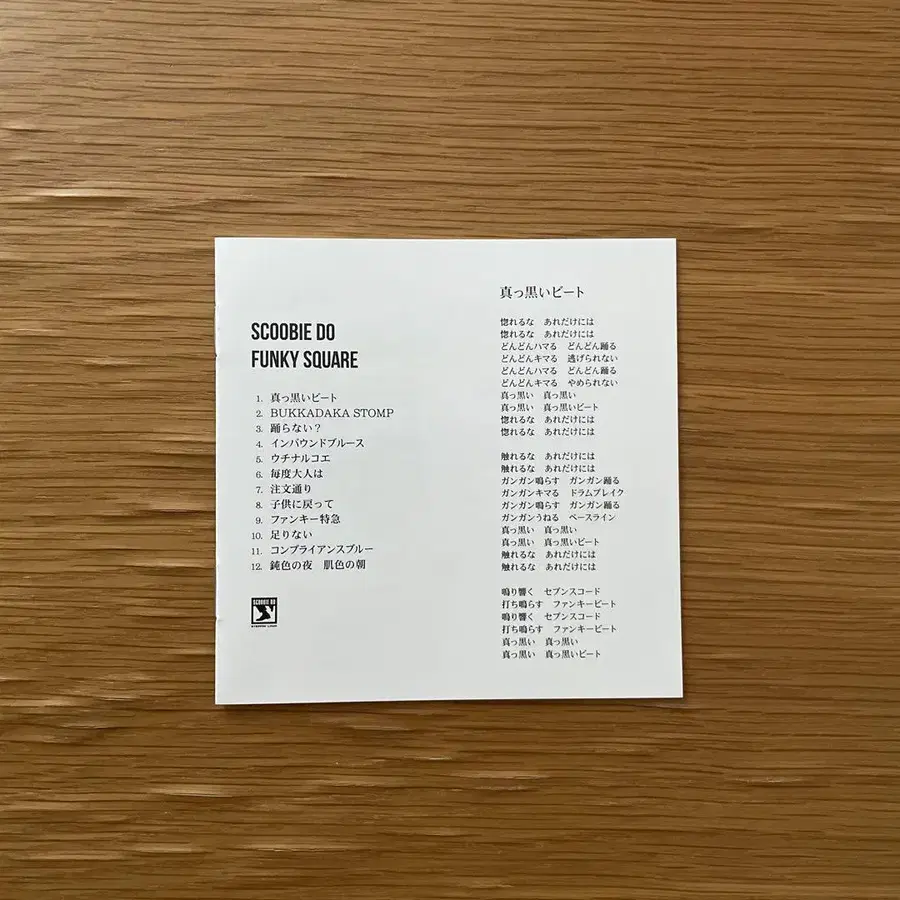 SCOOBIE DO
FUNKY SQUARE
1. 真っ黒いビート
2. BUKKADAKA STOMP
3. 踊らない？
4. インバウンドブルース
5. ウチナルコエ
6. 毎度大人は
7. 注文通り
8. 子供に戻って
9. ファンキー特急
10. 足りない
11. コンプライアンスブルー
12. 鈍色の夜　肌色の朝
SCOOBIE DO
真っ黒いビート
惚れるな　あれだけには
惚れるな　あれだけには
どんどんハマる　どんどん踊る
どんどんキマる　逃げられない
どんどんハマる　どんどん踊る
どんどんキマる　やめられない
真っ黒い　真っ黒い
真っ黒い　真っ黒いビート
惚れるな　あれだけには
惚れるな　あれだけには
触れるな　あれだけには
触れるな　あれだけには
ガンガン鳴らす　ガンガン踊る
ガンガンキマる　ドラムブレイク
ガンガン鳴らす　ガンガン踊る
ガンガンうねる　ベースライン
真っ黒い　真っ黒い
真っ黒い　真っ黒いビート
触れるな　あれだけには
触れるな　あれだけには
鳴り響く　セブンスコード
打ち鳴らす　ファンキービート
鳴り響く　セブンスコード
打ち鳴らす　ファンキービート
真っ黒い　真っ黒い
真っ黒い　真っ黒いビート